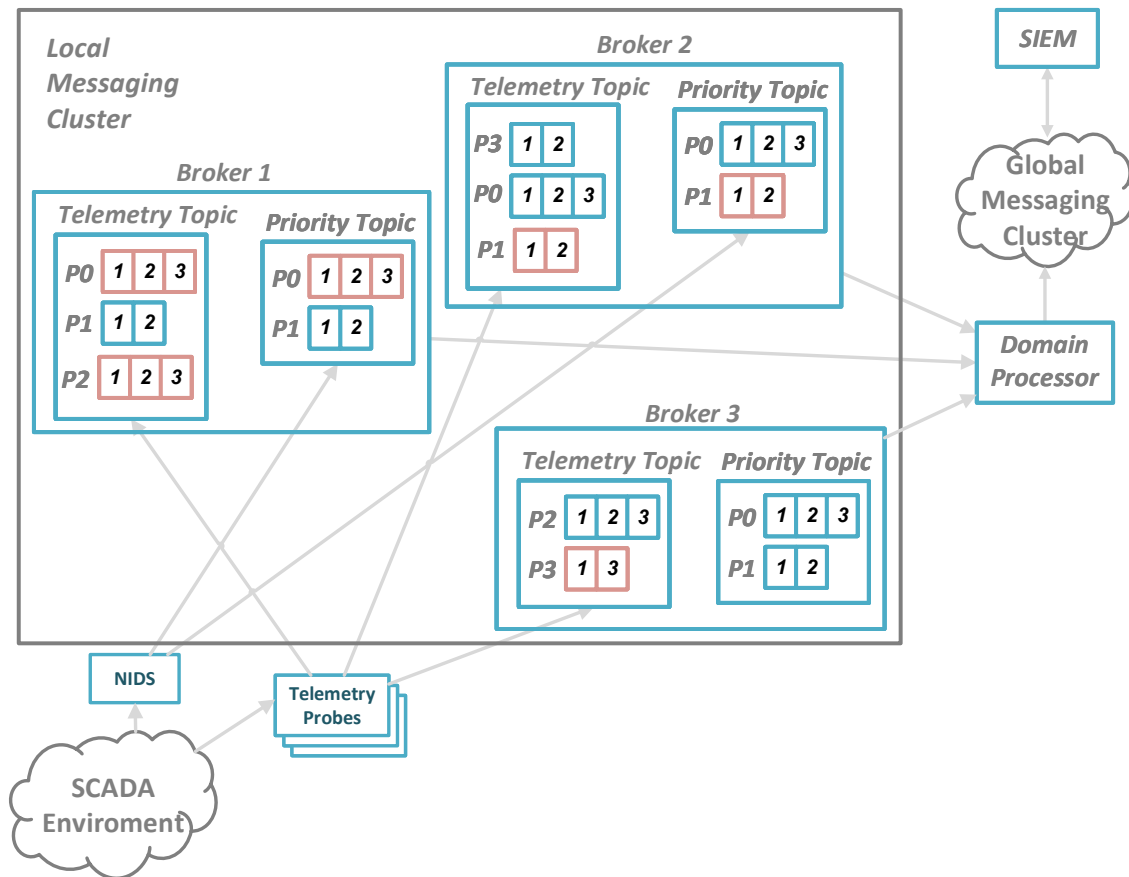 Local
Messaging
Cluster
Broker 1
Telemetry Topic
P0 1 2 3
P1 1 2
P2 1 2 3
Priority Topic
P0 1 2 3
P1 1 2
Broker 2
Telemetry Topic
P3 1 2
P0 1 2 3
P1 1 2
Priority Topic
P0 1 2 3
P1 1 2
Broker 3
Telemetry Topic
P2 1 2 3
P3 1 3
Priority Topic
P0 1 2 3
P1 1 2
SIEM
Global
Messaging
Cluster
Domain
Processor
NIDS
Telemetry
Probes
SCADA
Enviroment